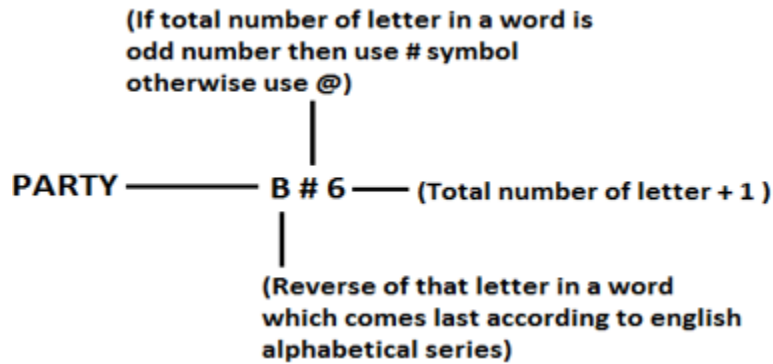 (If total number of letter in a word is
odd number then use # symbol
otherwise use @)
PARTY B # 6 (Total number of letter + 1 )
(Reverse of that letter in a word
which comes last according to english
alphabetical series)